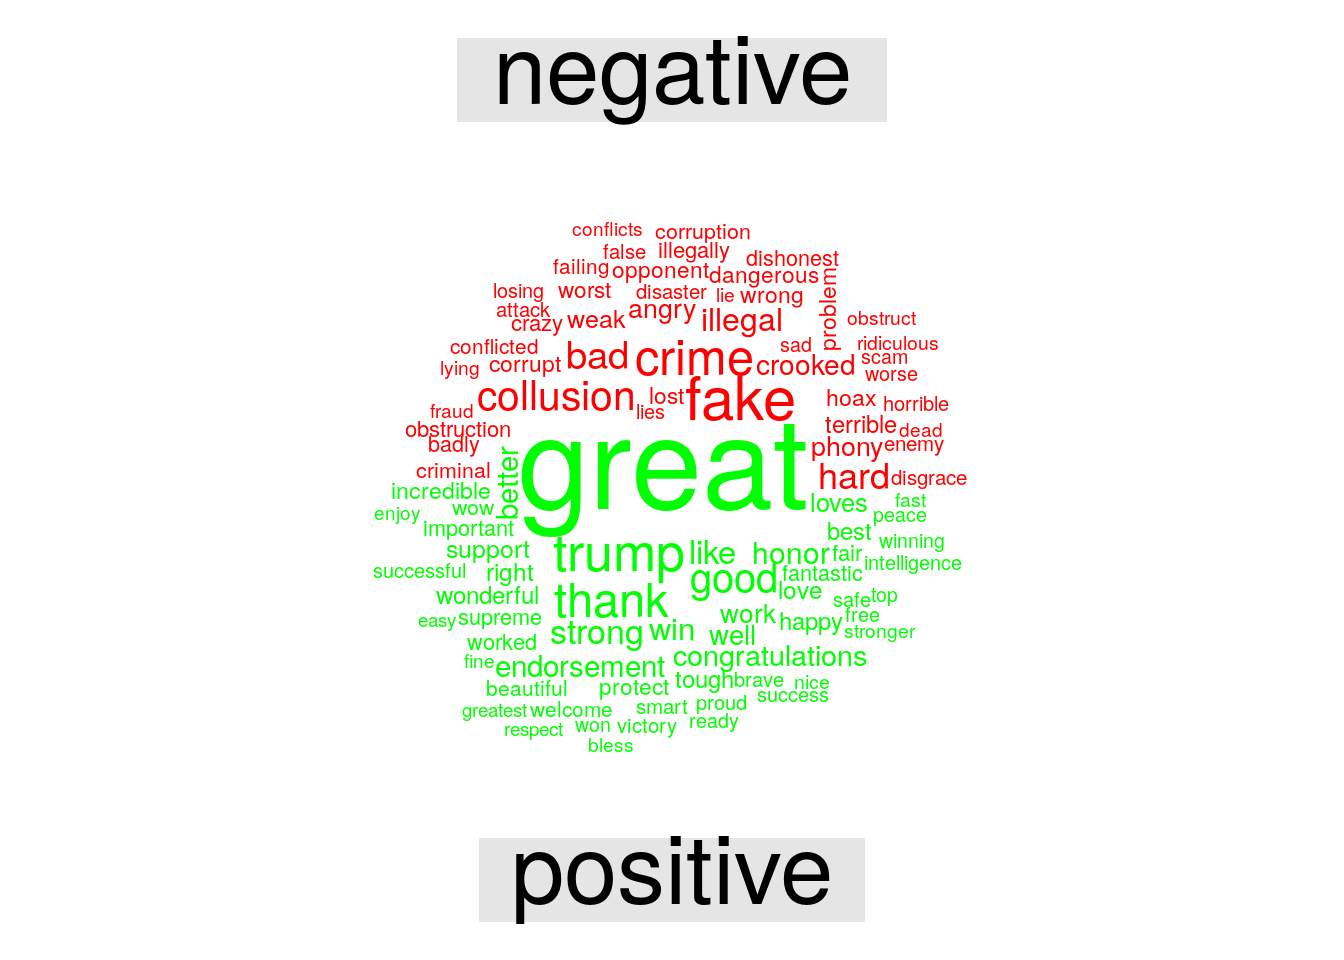 negative
conflicts corruption
false illegally dishonest
failing opponent dangerous
losing worst disaster lie wrong problem
attack angry
crazy weak illegal obstruct
conflicted bad crime sad ridiculous
lying corrupt crooked scam
worse
collusion lost fake hoax horrible
fraud lies
obstruction terrible dead
badly phony enemy
criminal hard disgrace
great
better
incredible loves fast
enjoy wow peace
important best winning
support trump like honor fair intelligence
successful right good fantastic
wonderful thank love safe top
easy supreme work happy free
worked strong win well stronger
fine endorsement congratulations
beautiful protect tough brave nice
success
greatest welcome smart proud
respect won victory ready
bless
positive